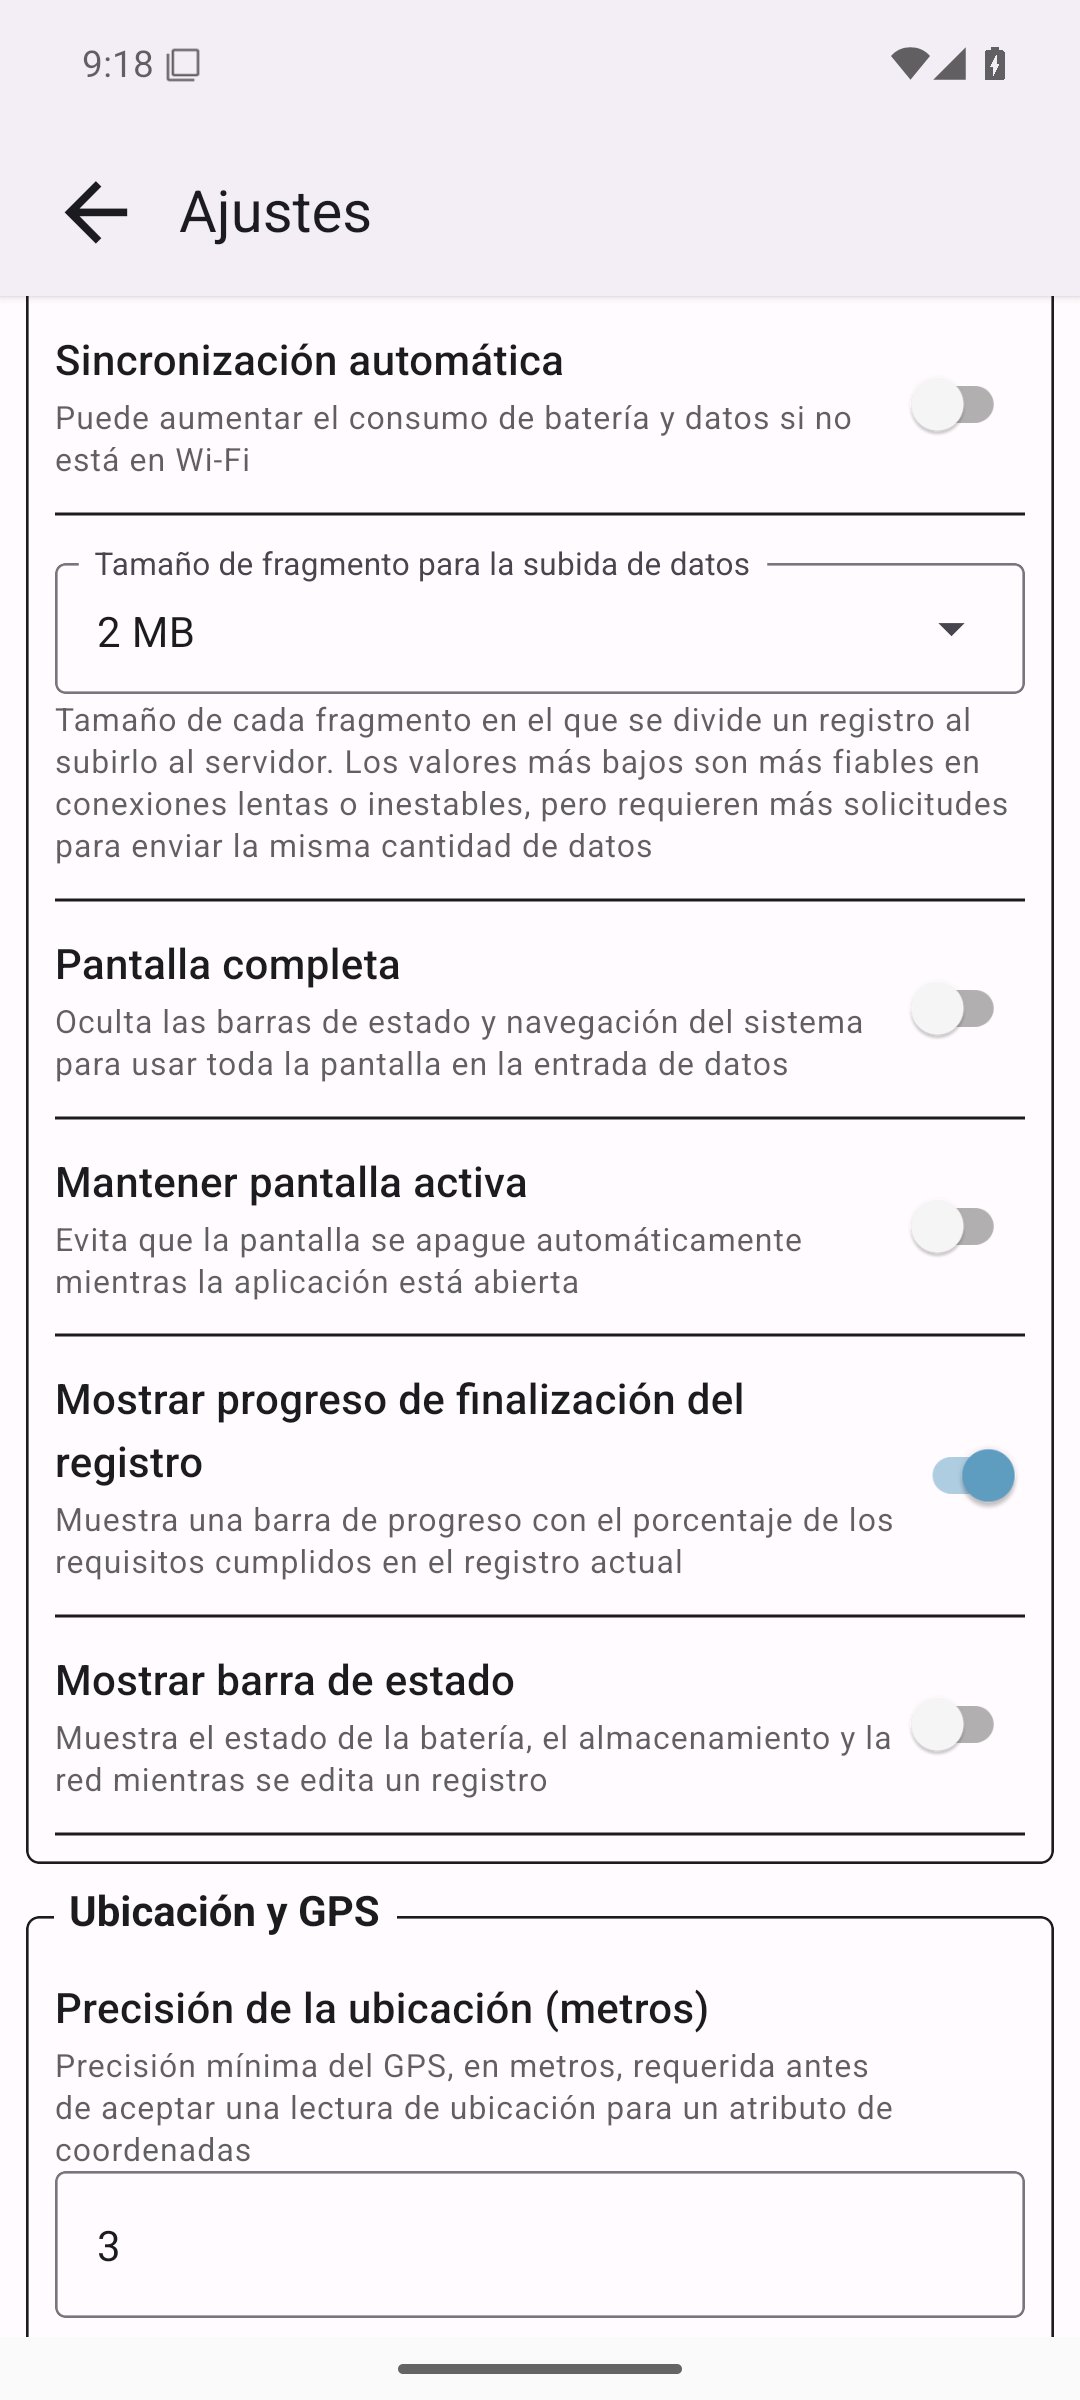 9:18
Ajustes
Sincronización automática
Puede aumentar el consumo de batería y datos si no
está en Wi-Fi
Tamaño de fragmento para la subida de datos
2 MB
Tamaño de cada fragmento en el que se divide un registro al
subirlo al servidor. Los valores más bajos son más fiables en
conexiones lentas o inestables, pero requieren más solicitudes
para enviar la misma cantidad de datos
Pantalla completa
Oculta las barras de estado y navegación del sistema
para usar toda la pantalla en la entrada de datos
Mantener pantalla activa
Evita que la pantalla se apague automáticamente
mientras la aplicación está abierta
Mostrar progreso de finalización del
registro
Muestra una barra de progreso con el porcentaje de los
requisitos cumplidos en el registro actual
Mostrar barra de estado
Muestra el estado de la batería, el almacenamiento y la
red mientras se edita un registro
Ubicación y GPS
Precisión de la ubicación (metros)
Precisión mínima del GPS, en metros, requerida antes
de aceptar una lectura de ubicación para un atributo de
coordenadas
3